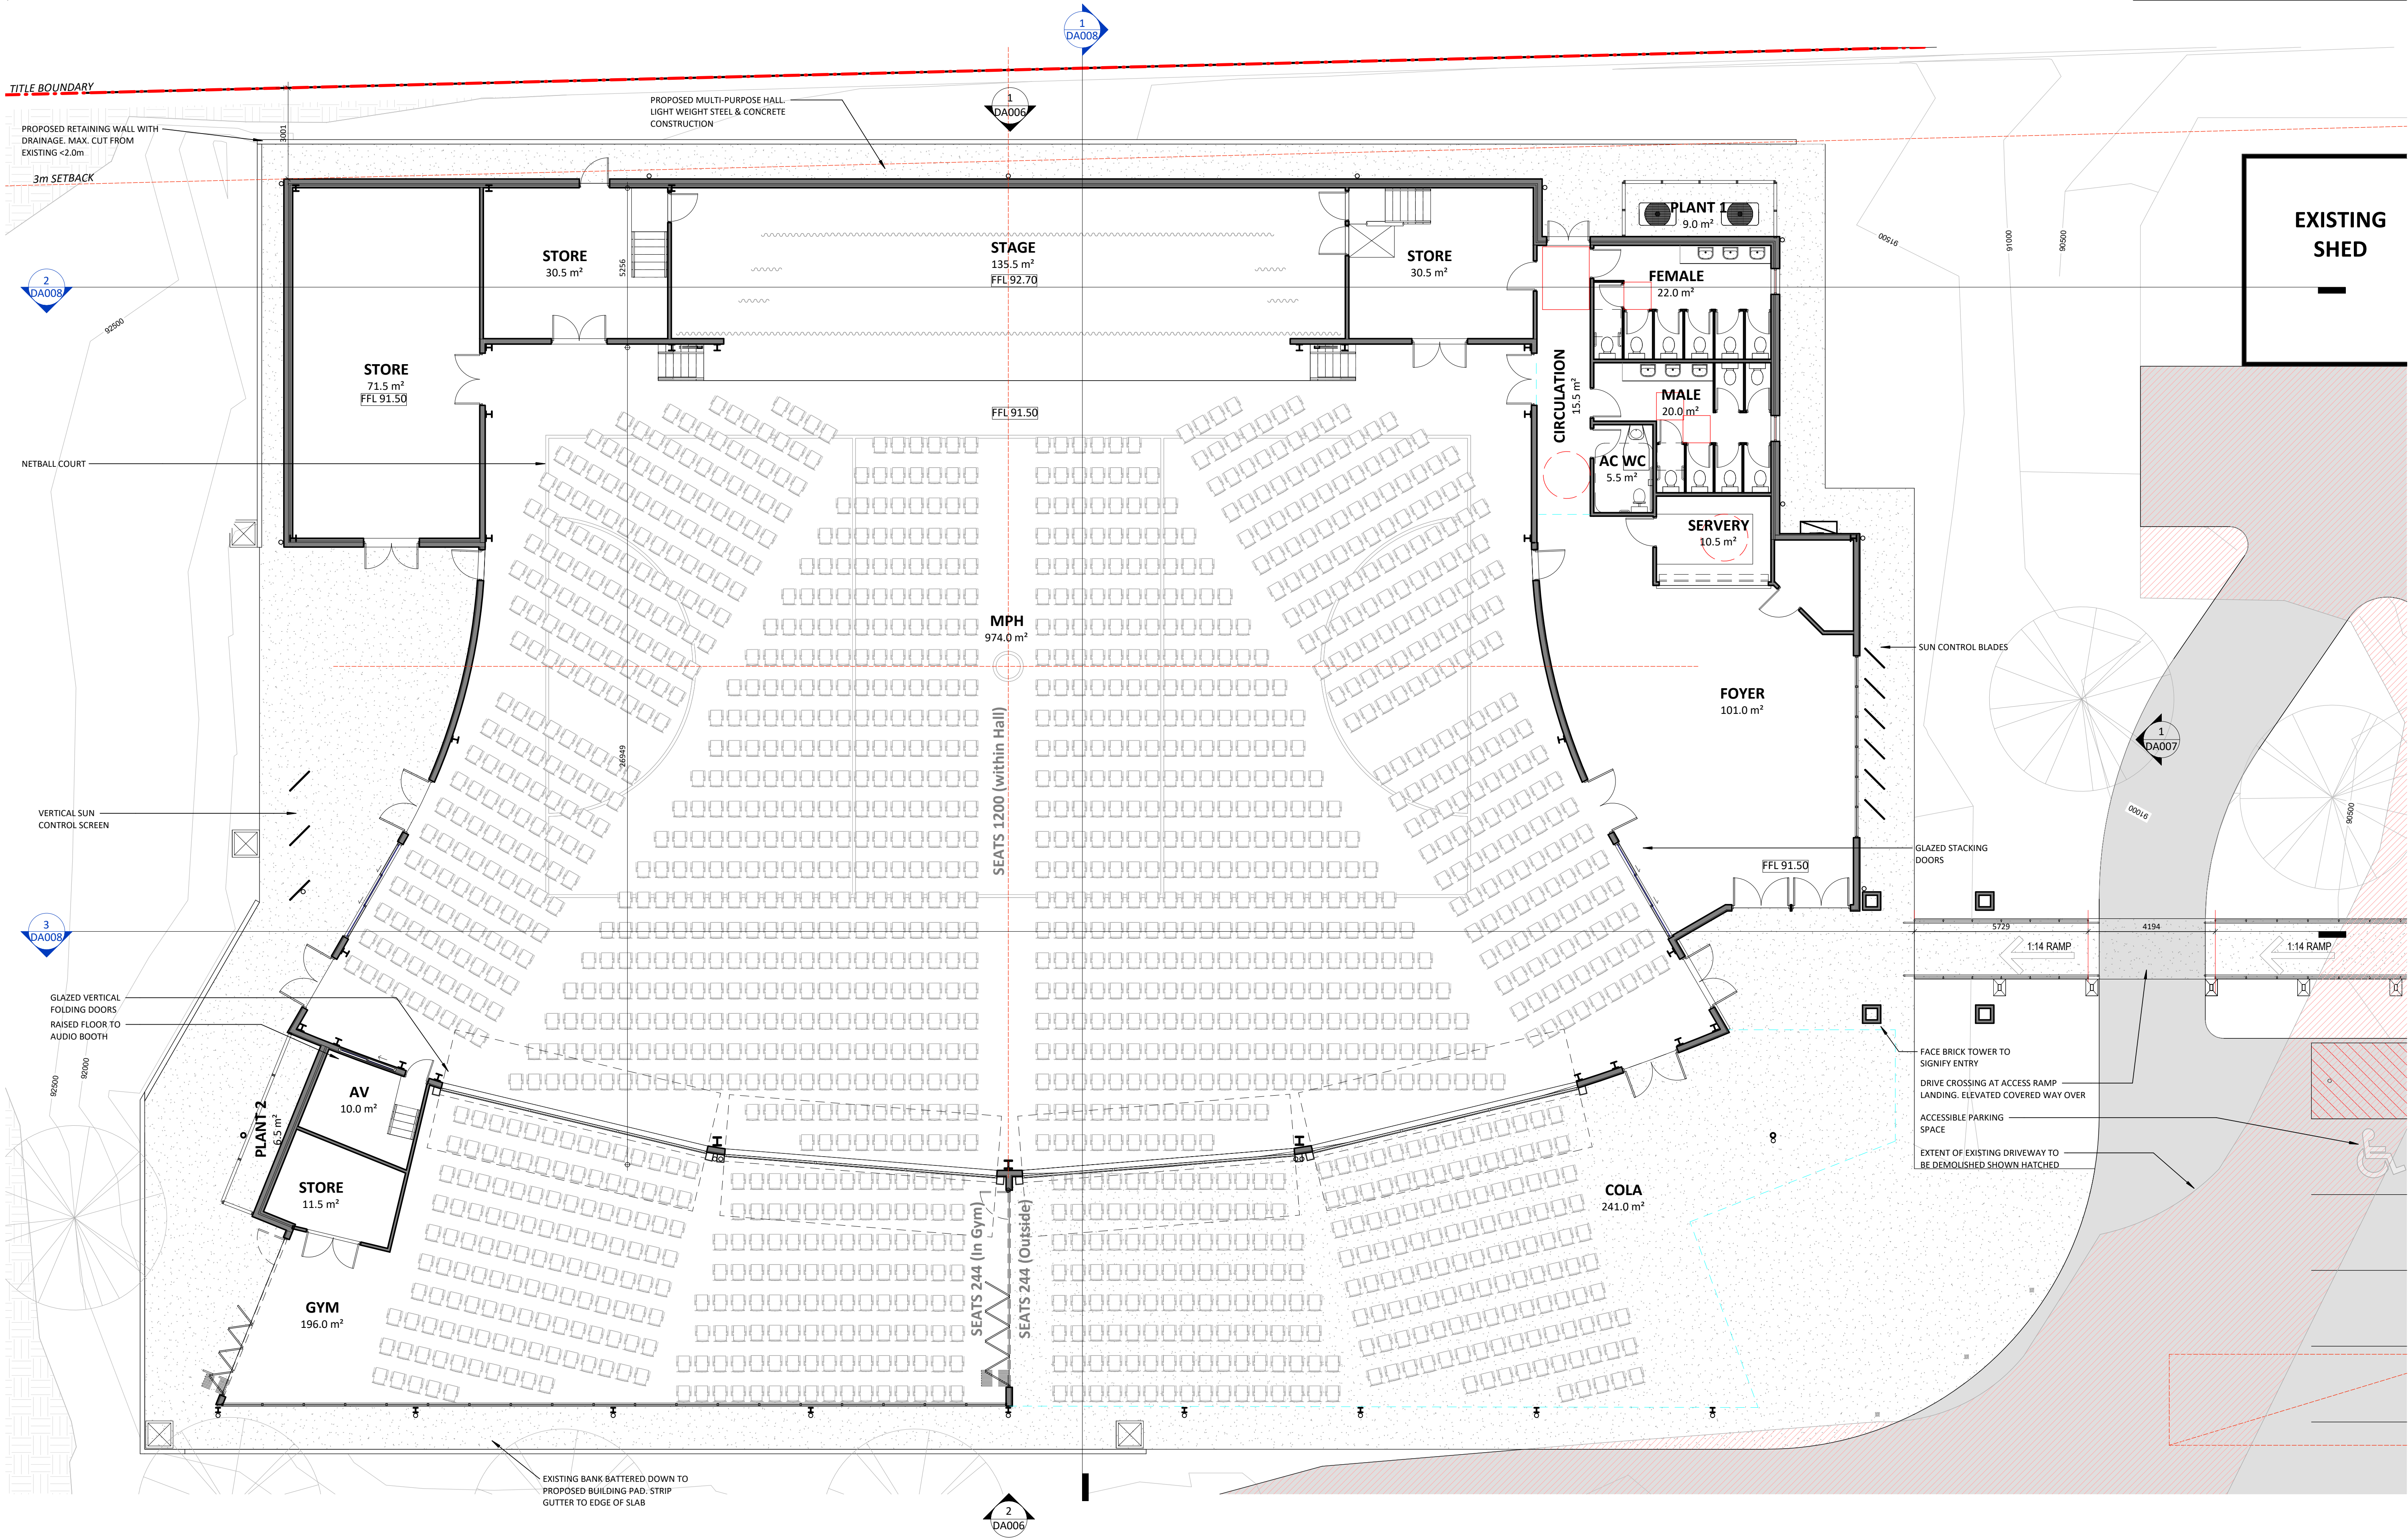 1
DA008
TITLE BOUNDARY
PROPOSED RETAINING WALL WITH
DRAINAGE. MAX. CUT FROM
EXISTING <2.0m
3m SETBACK
3001
PROPOSED MULTI-PURPOSE HALL.
LIGHT WEIGHT STEEL & CONCRETE
CONSTRUCTION
1
DA006
2
DA008
92500
STORE
30.5 m²
5256
STAGE
135.5 m²
FFL 92.70
STORE
30.5 m²
PLANT 1
9.0 m²
FEMALE
22.0 m²
91500
91000
90500
EXISTING
SHED
STORE
71.5 m²
FFL 91.50
FFL 91.50
CIRCULATION
15.5 m²
MALE
20.0 m²
AC WC
5.5 m²
SERVERY
10.5 m²
NETBALL COURT
MPH
974.0 m²
SEATS 1200 (within Hall)
26949
SUN CONTROL BLADES
FOYER
101.0 m²
1
DA007
91000
90500
VERTICAL SUN
CONTROL SCREEN
GLAZED STACKING
DOORS
FFL 91.50
3
DA008
5729
4194
1:14 RAMP
1:14 RAMP
GLAZED VERTICAL
FOLDING DOORS
RAISED FLOOR TO
AUDIO BOOTH
92500
92000
AV
10.0 m²
PLANT 2
6.5 m²
STORE
11.5 m²
FACE BRICK TOWER TO
SIGNIFY ENTRY
DRIVE CROSSING AT ACCESS RAMP
LANDING. ELEVATED COVERED WAY OVER
ACCESSIBLE PARKING
SPACE
EXTENT OF EXISTING DRIVEWAY TO
BE DEMOLISHED SHOWN HATCHED
COLA
241.0 m²
SEATS 244 (In Gym)
SEATS 244 (Outside)
GYM
196.0 m²
EXISTING BANK BATTERED DOWN TO
PROPOSED BUILDING PAD. STRIP
GUTTER TO EDGE OF SLAB
2
DA006